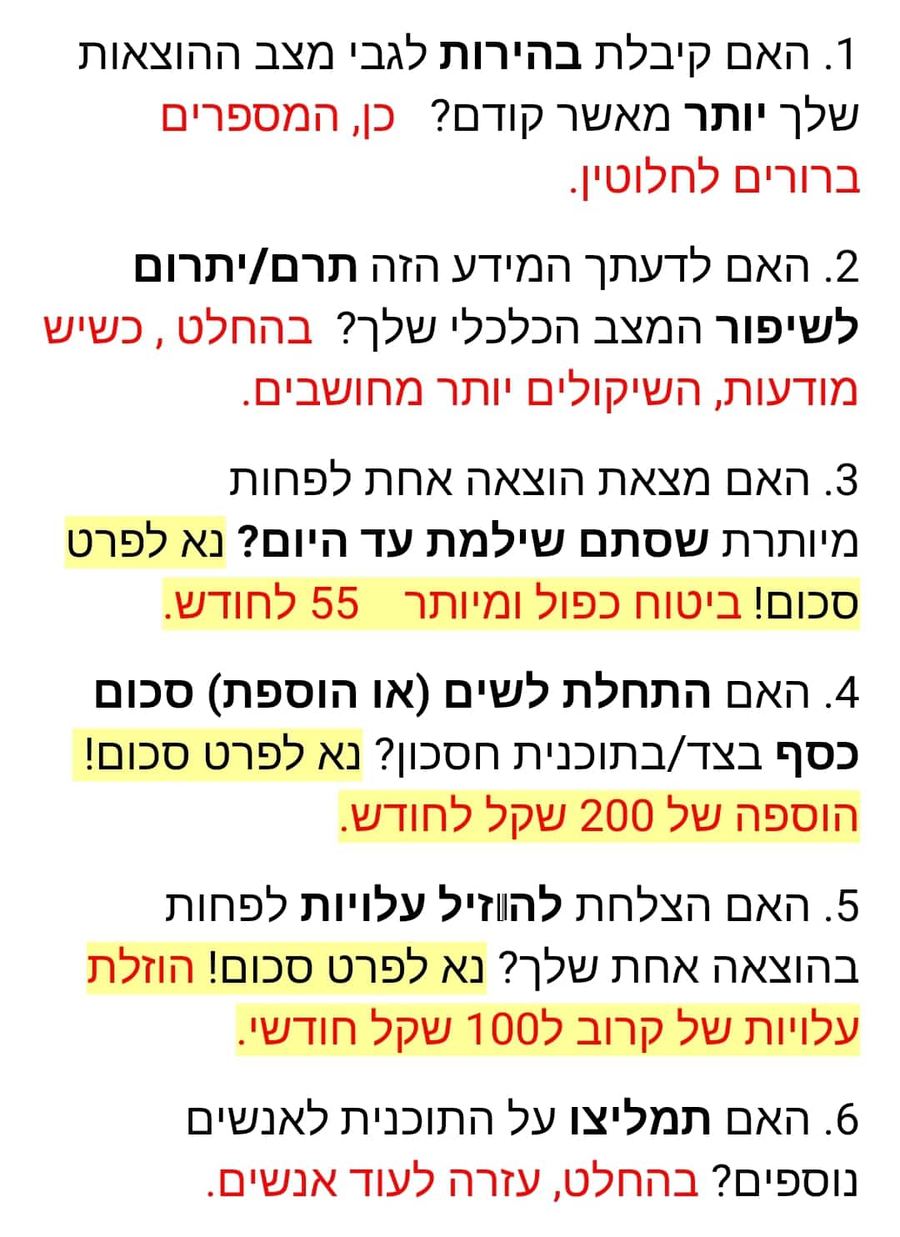 1. האם קיבלת בהירות לגבי מצב ההוצאות
שלך יותר מאשר קודם? כן, המספרים
ברורים לחלוטין.
2. האם לדעתך המידע הזה תרם/יתרום
לשיפור המצב הכלכלי שלך? בהחלט , כשיש
מודעות, השיקולים יותר מחושבים.
3. האם מצאת הוצאה אחת לפחות
מיותרת שסתם שילמת עד היום? נא לפרט
סכום! ביטוח כפול ומיותר 55 לחודש.
4. האם התחלת לשים (או הוספת) סכום
כסף בצד/בתוכנית חסכון? נא לפרט סכום!
הוספה של 200 שקל לחודש.
5. האם הצלחת להוזיל עלויות לפחות
בהוצאה אחת שלך? נא לפרט סכום! הוזלת
עלויות של קרוב ל100 שקל חודשי.
6. האם תמליצו על התוכנית לאנשים
נוספים? בהחלט, עזרה לעוד אנשים.